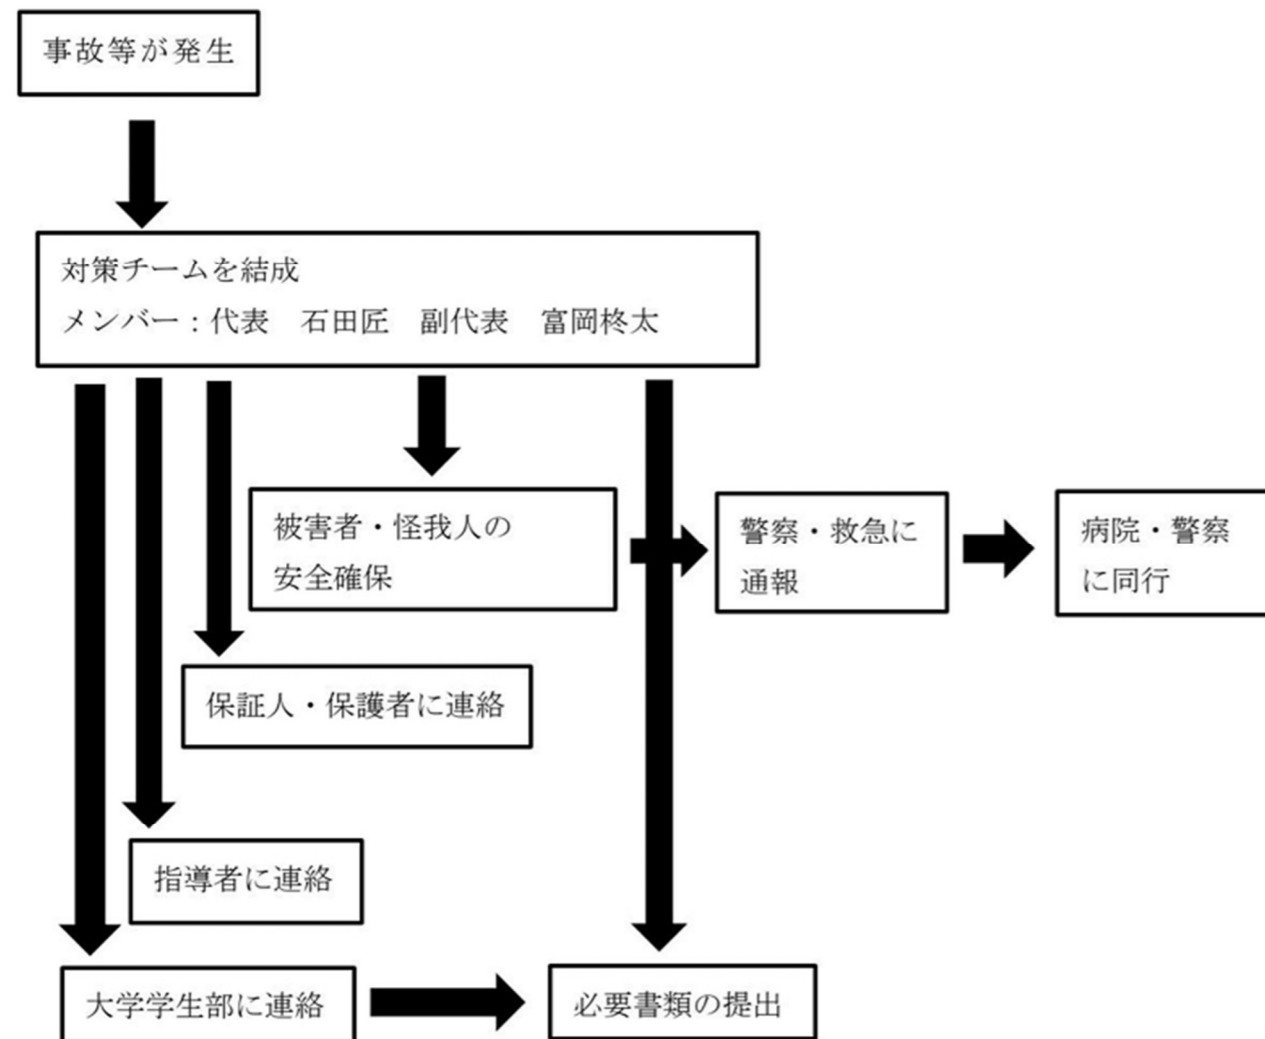 事故等が発生
対策チームを結成
メンバー：代表　石田匠　副代表　富岡柊太
被害者・怪我人の
安全確保
警察・救急に
通報
病院・警察
に同行
保証人・保護者に連絡
指導者に連絡
大学学生部に連絡
必要書類の提出